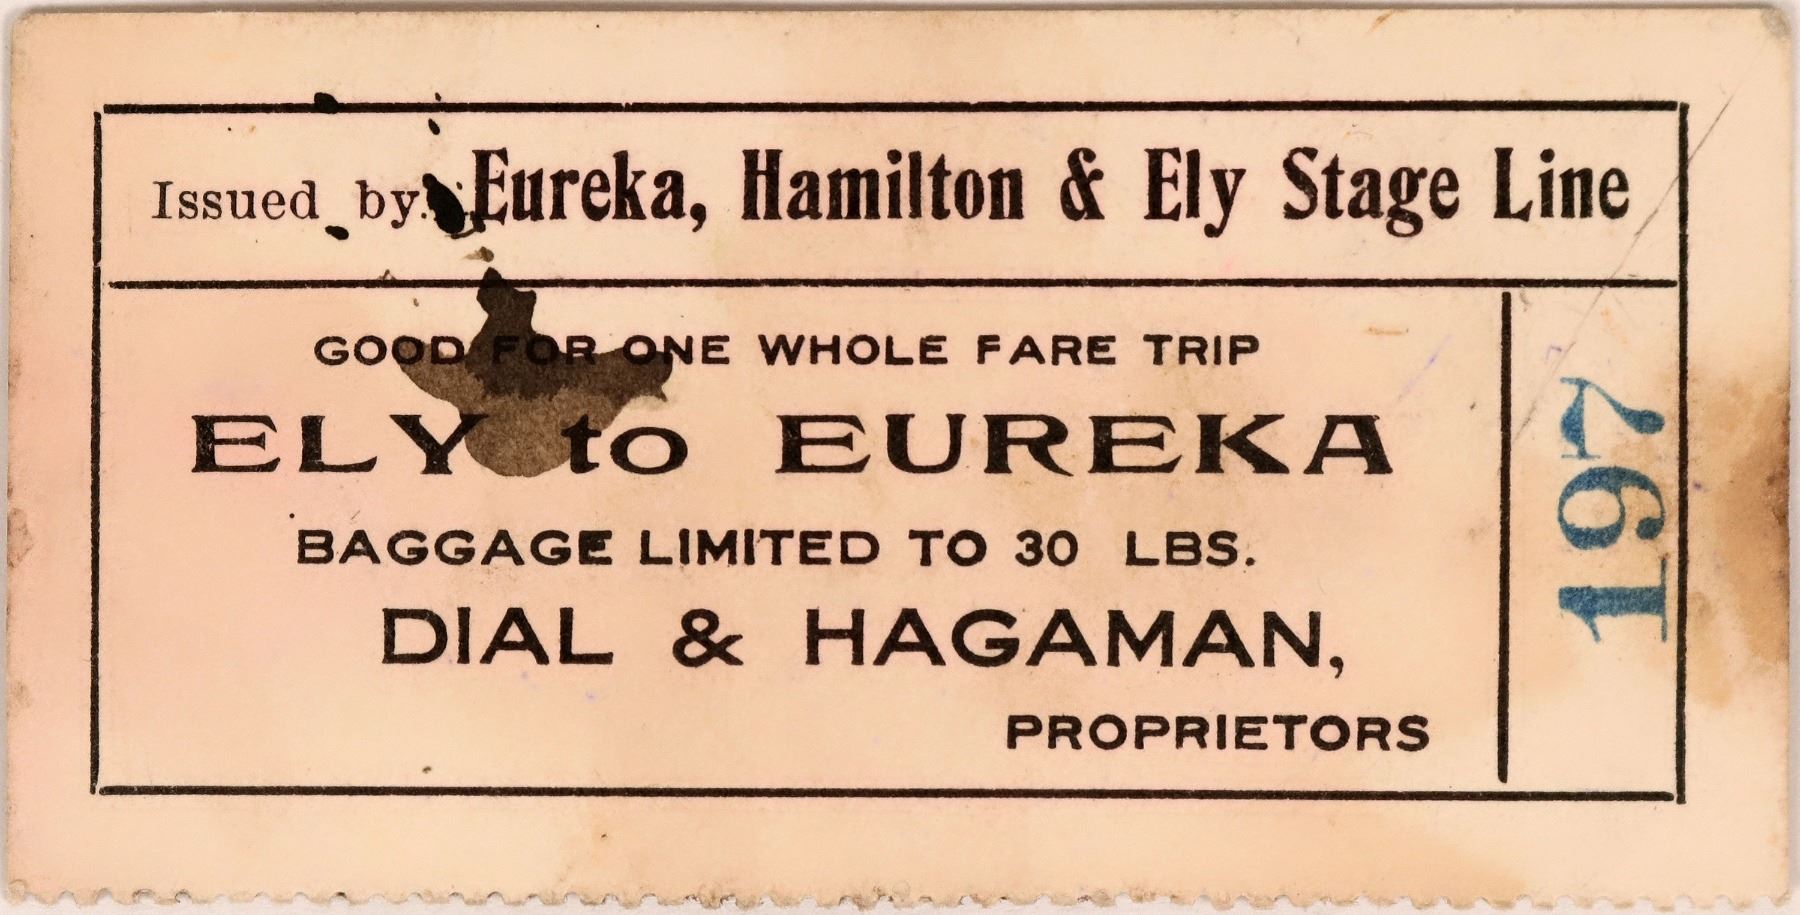 Issued by. Eureka, Hamilton & Ely Stage Line
GOOD FOR ONE WHOLE FARE TRIP
ELY to EUREKA
BAGGAGE LIMITED TO 30 LBS.
DIAL & HAGAMAN,
PROPRIETORS
197